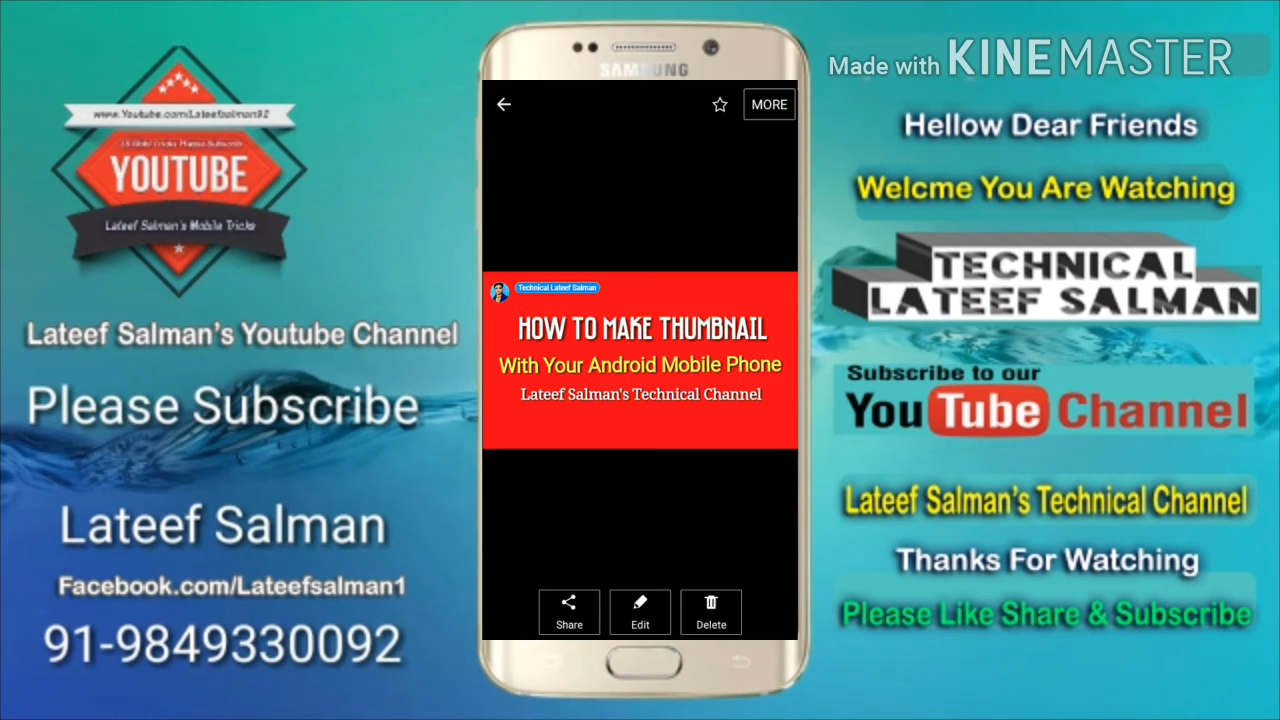 www.Youtube.com/Lateefsalman92
YOUTUBE
Lateef Salman's Mobile Tricks
Lateef Salman's Youtube Channel
Please Subscribe
Lateef Salman
Facebook.com/Lateefsalman1
91-9849330092
SAMSUNG
MORE
Technical Lateef Salman
HOW TO MAKE THUMBNAIL
With Your Android Mobile Phone
Lateef Salman's Technical Channel
Share
Edit
Delete
Made with KINEMASTER
Hellow Dear Friends
Welcme You Are Watching
TECHNICAL
LATEEF SALMAN
Subscribe to our
YouTube Channel
Lateef Salman's Technical Channel
Thanks For Watching
Please Like Share & Subscribe